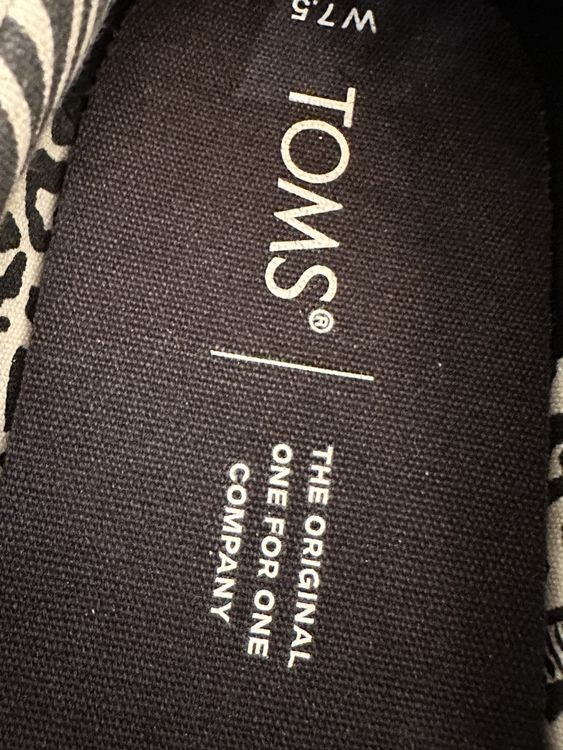 W7.5
TOMS®
THE ORIGINAL
ONE FOR ONE
COMPANY